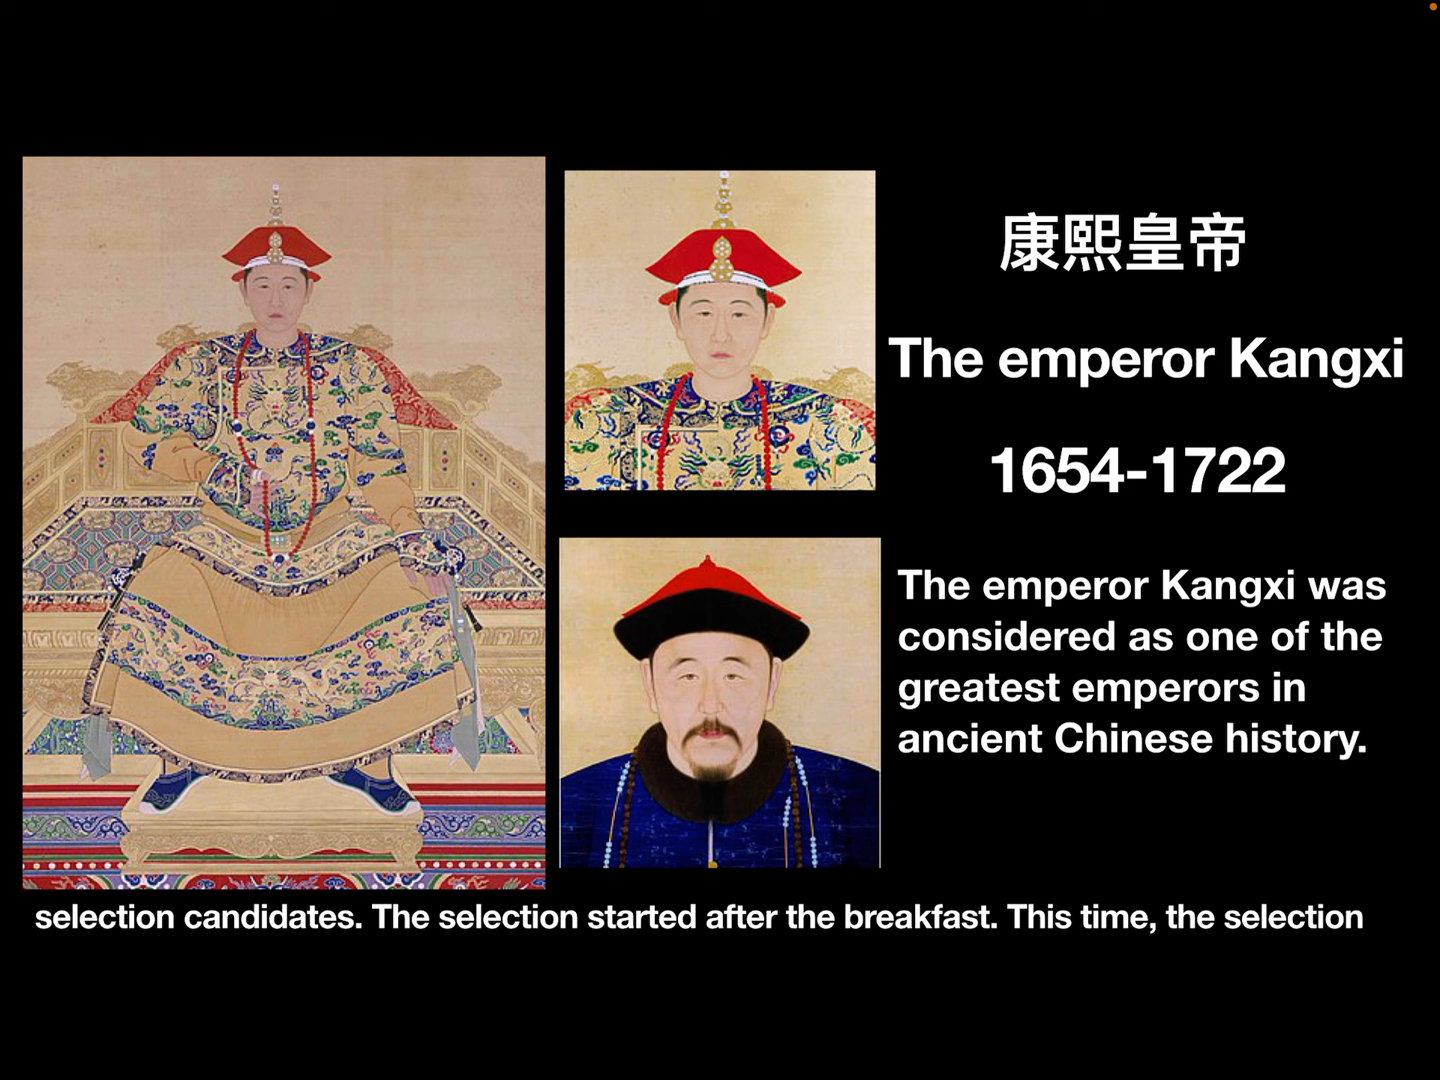 康熙皇帝
The emperor Kangxi
1654-1722
The emperor Kangxi was
considered as one of the
greatest emperors in
ancient Chinese history.
selection candidates. The selection started after the breakfast. This time, the selection